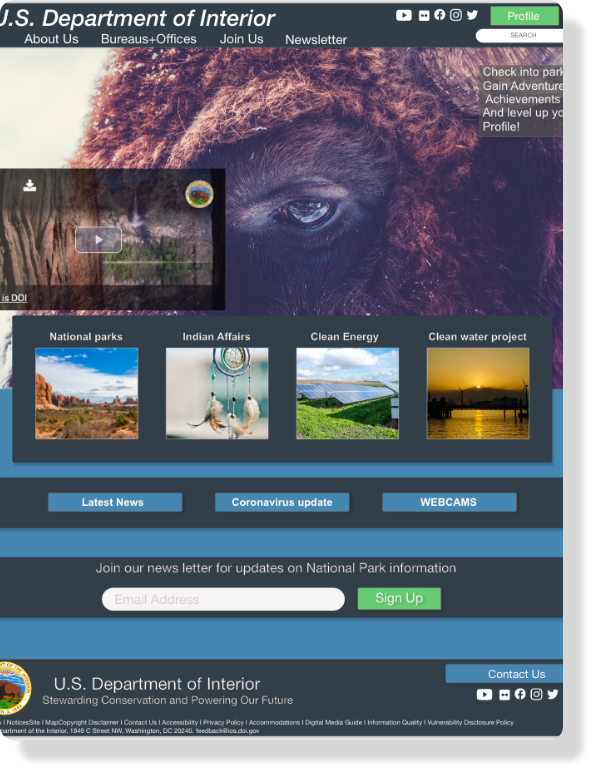 U.S. Department of Interior
Profile
About Us Bureaus+Offices Join Us Newsletter
SEARCH
Check into park
Gain Adventure
Achievements
And level up yo
Profile!
is DOI
National parks Indian Affairs Clean Energy Clean water project
Latest News Coronavirus update WEBCAMS
Join our news letter for updates on National Park information
Email Address Sign Up
Contact Us
U.S. Department of Interior
Stewarding Conservation and Powering Our Future
y I NoticesSite I MapCopyright Disclaimer I Contact Us I Accessibility I Privacy Policy I Accommodations I Digital Media Guide I Information Quality I Vulnerability Disclosure Policy
partment of the Interior, 1849 C Street NW, Washington, DC 20240. feedback@ios.doi.gov